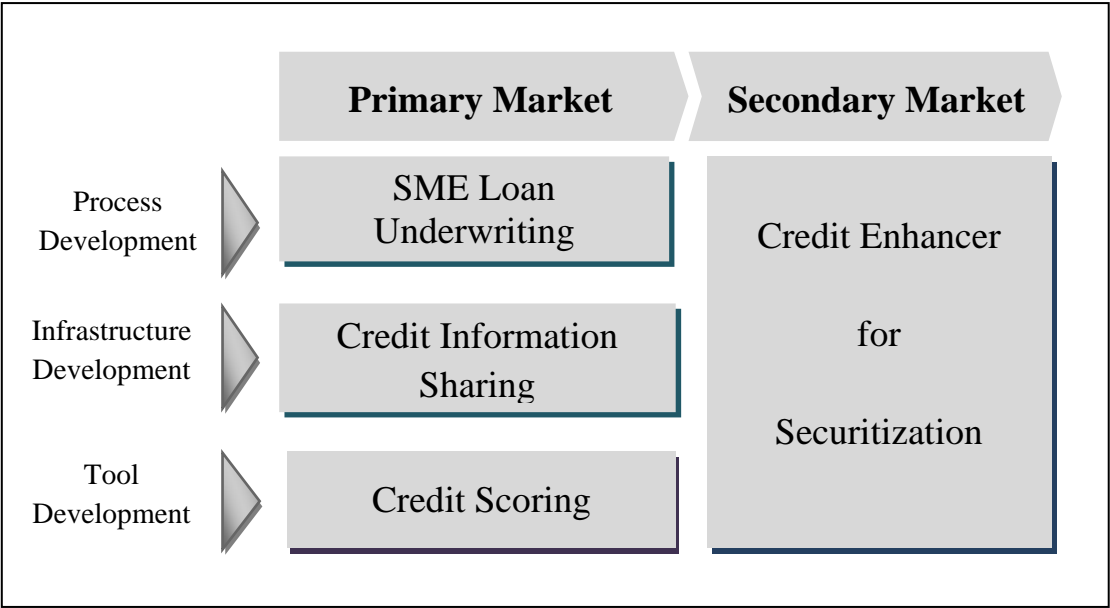 Primary Market
Secondary Market
Process
Development
SME Loan
Underwriting
Infrastructure
Development
Credit Information
Sharing
Tool
Development
Credit Scoring
Credit Enhancer
for
Securitization